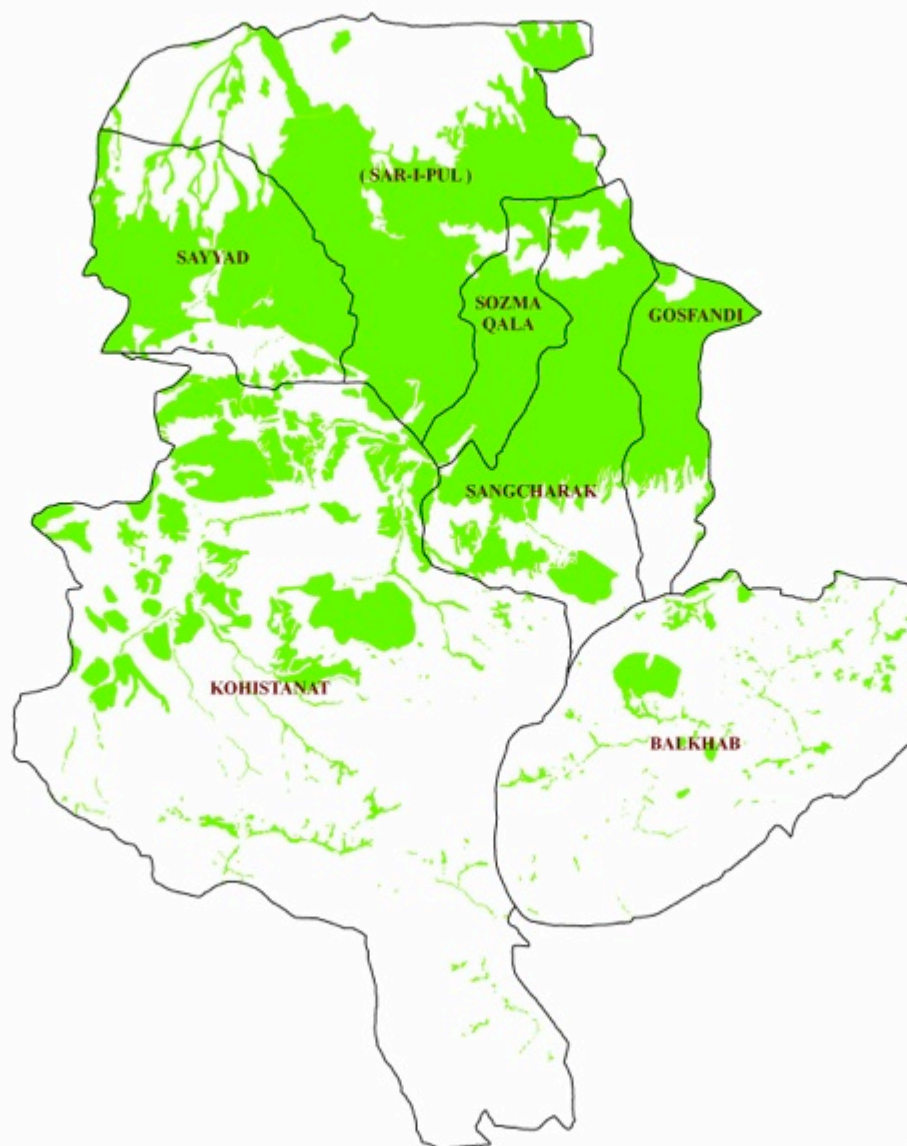 ( SAR-I-PUL )
SAYYAD
SOZMA
QALA
GOSFANDI
SANGCHARAK
KOHISTANAT
BALKHAB